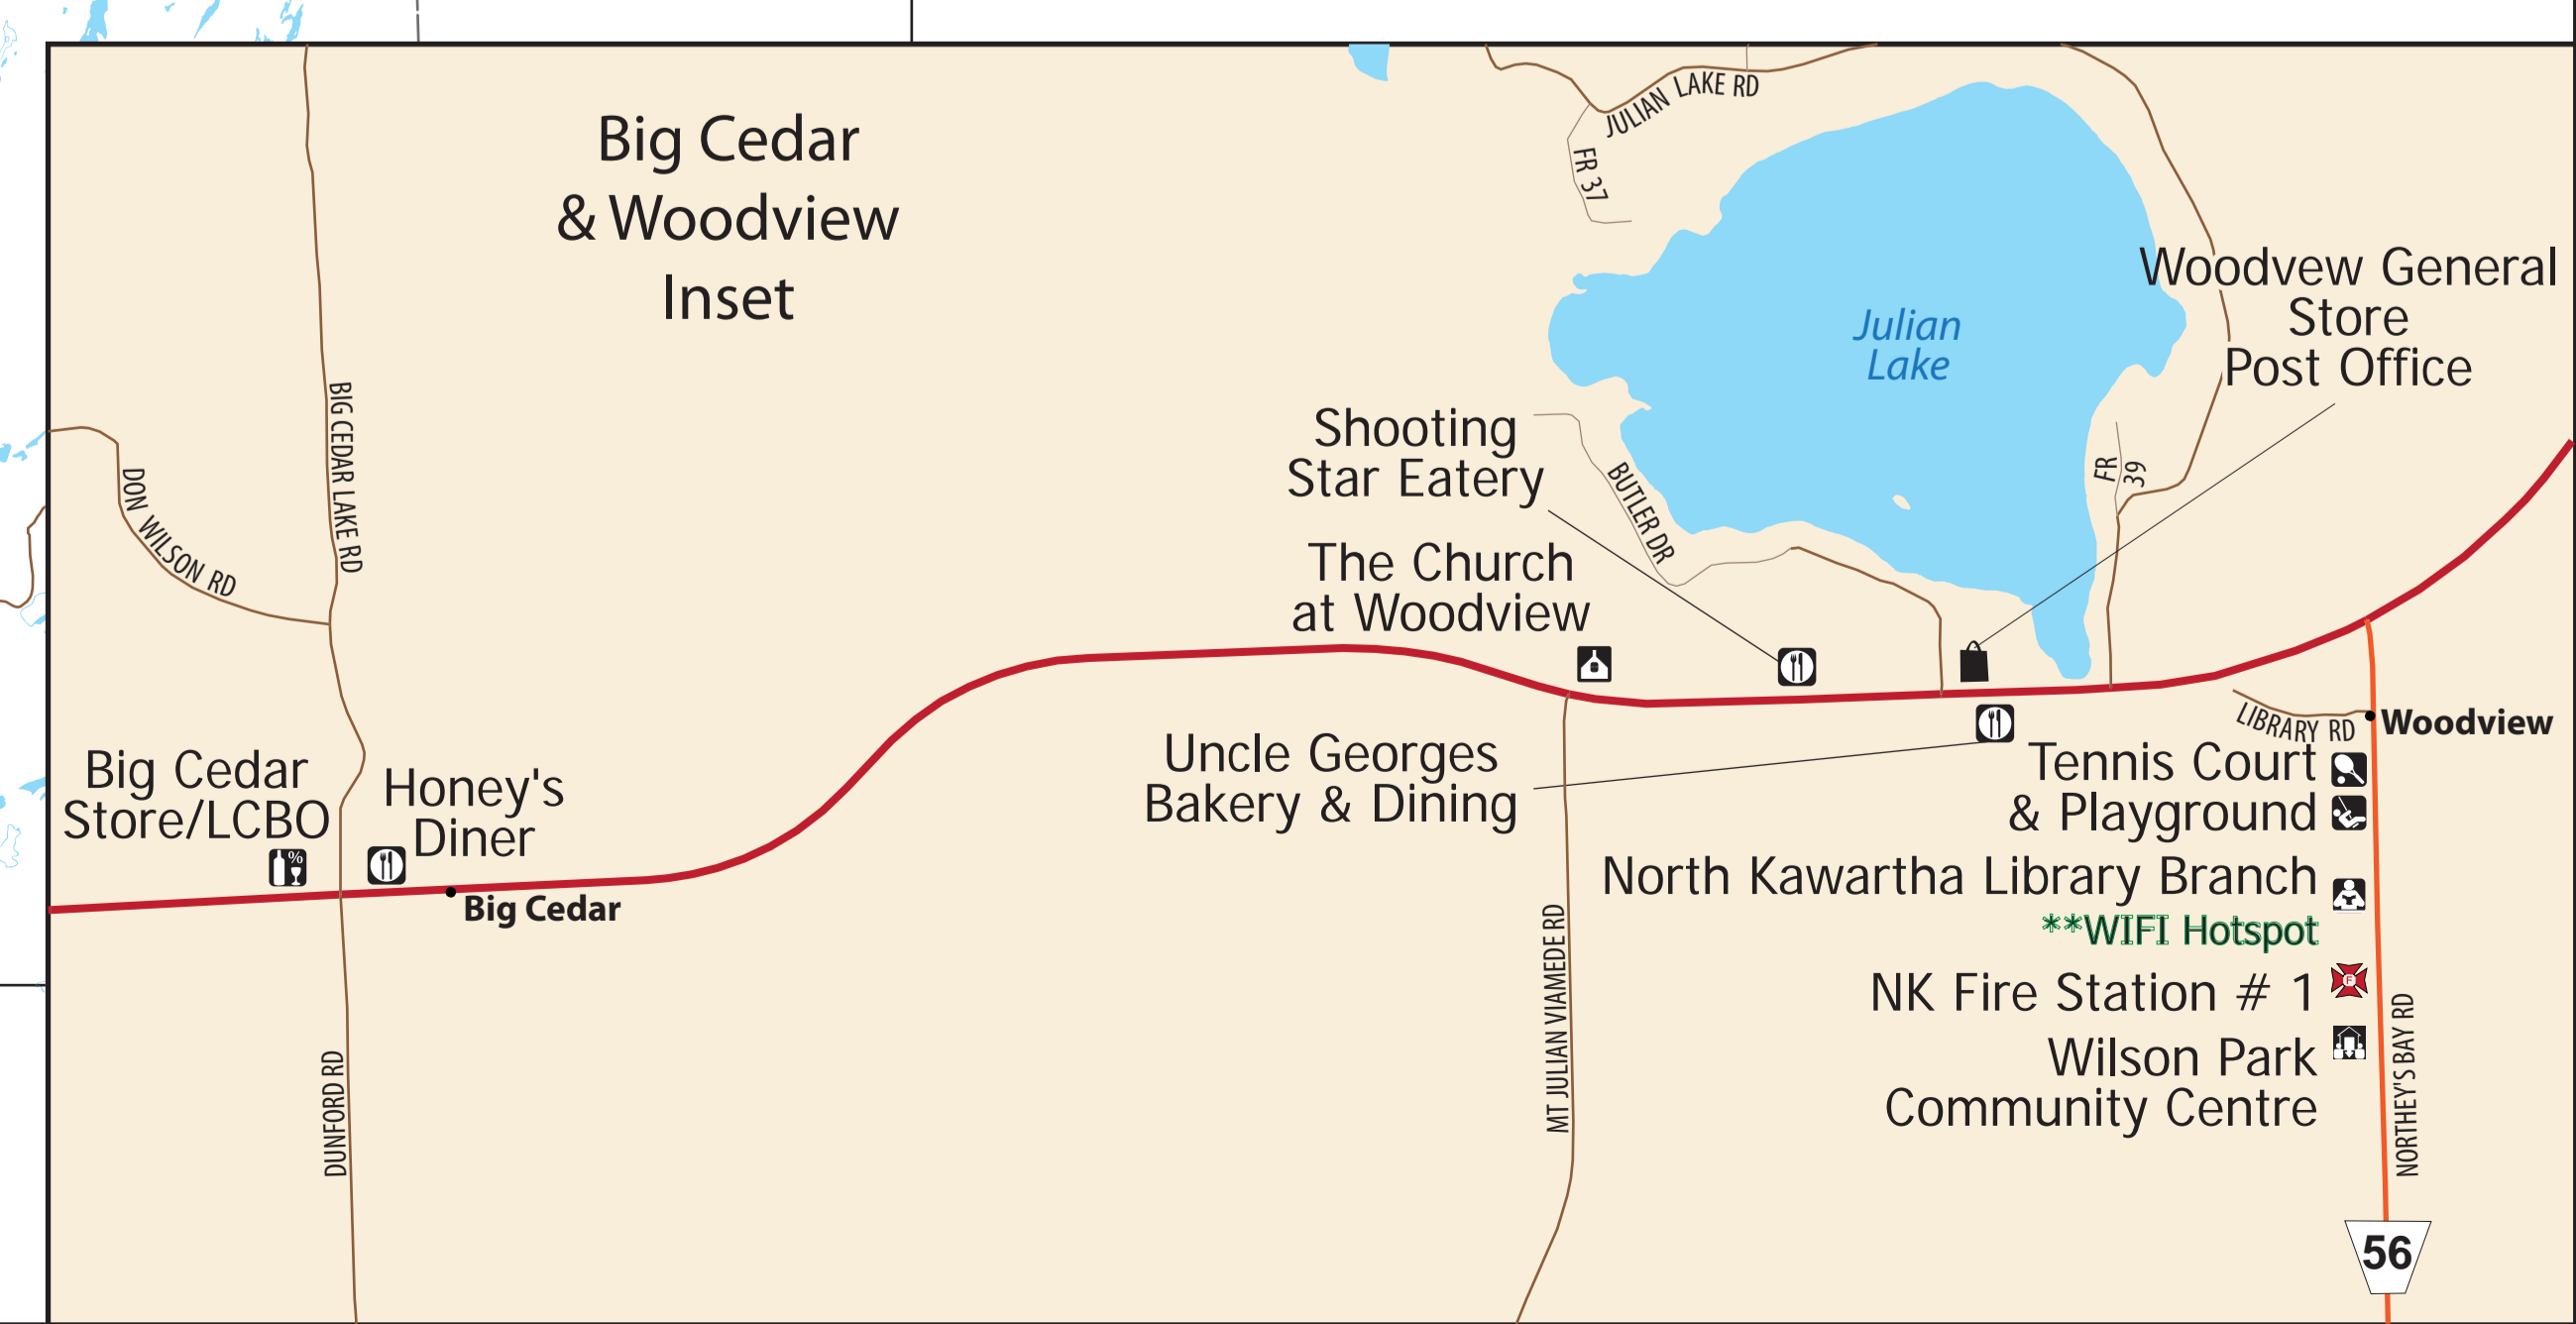 Big Cedar
& Woodview
Inset
JULIAN LAKE RD
FR 37
Woodvew General
Store
Post Office
Julian
Lake
BIG CEDAR LAKE RD
DON WILSON RD
Shooting
Star Eatery
BUTLER DR
FR
39
The Church
at Woodview
Uncle Georges
Bakery & Dining
LIBRARY RD
Woodview
Big Cedar
Store/LCBO
%
Honey's
Diner
Big Cedar
Tennis Court
& Playground
North Kawartha Library Branch
**WIFI Hotspot
NK Fire Station # 1
F
Wilson Park
Community Centre
DUNFORD RD
MT JULIAN VIAMEDE RD
NORTHEY'S BAY RD
56